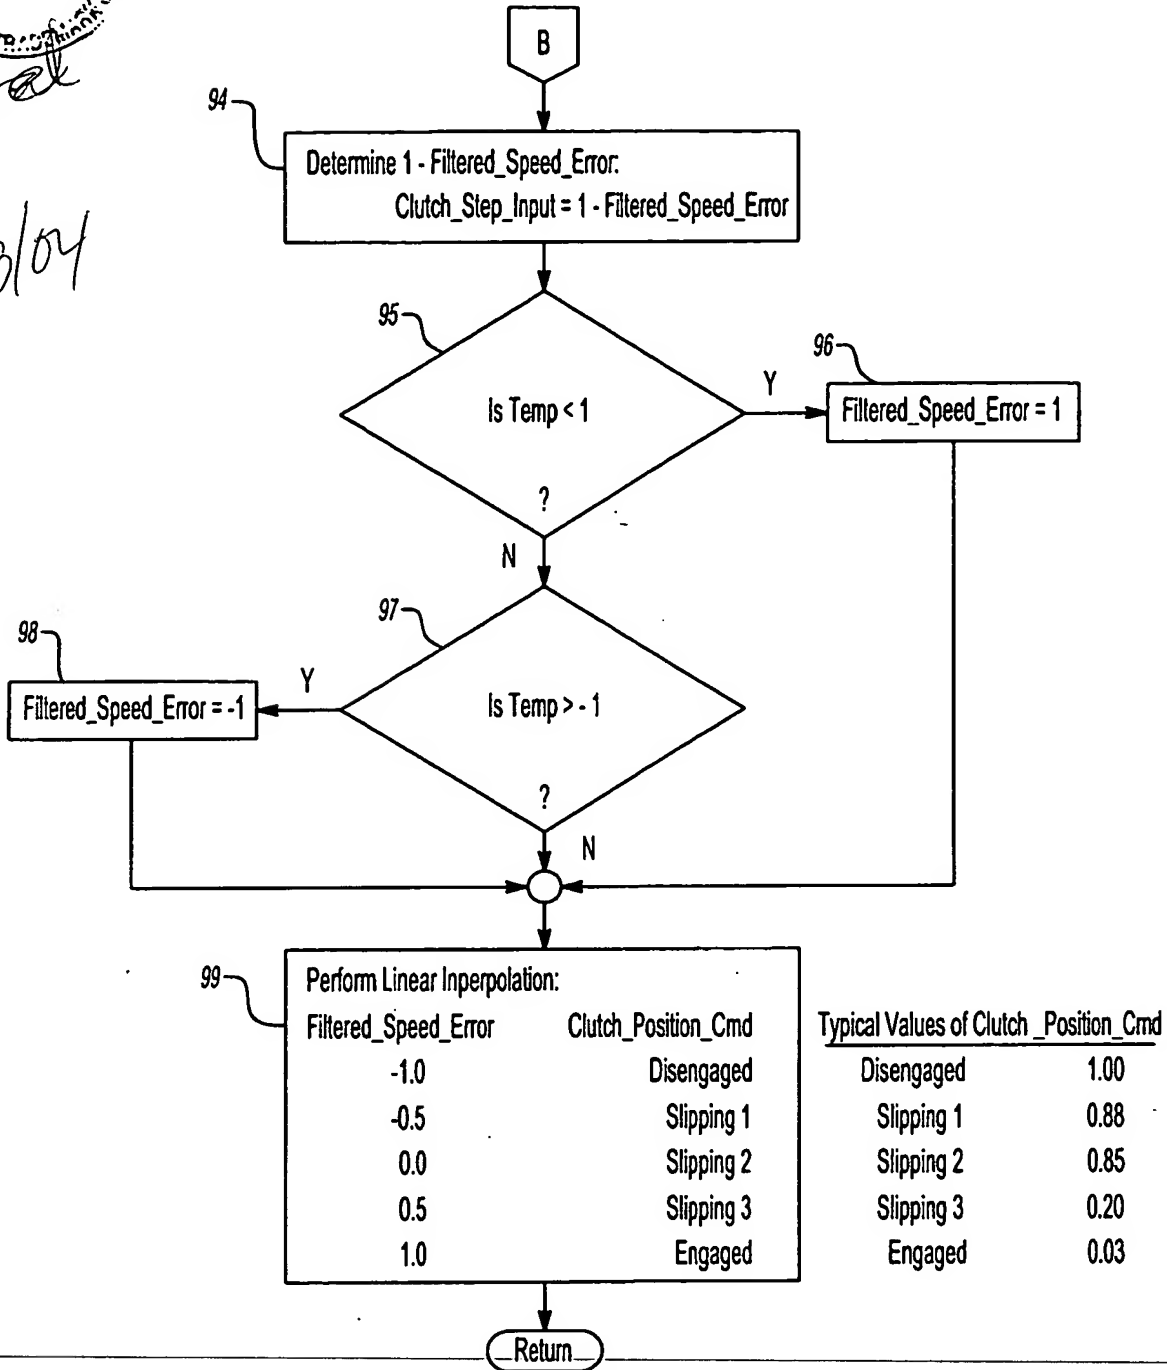 B
94
Determine 1 - Filtered_Speed_Error:
Clutch_Step_Input = 1 - Filtered_Speed_Error
3/04
95
Is Temp < 1
?
Y
96
Filtered_Speed_Error = 1
N
97
Is Temp > - 1
?
98
Y
Filtered_Speed_Error = -1
N
99
Perform Linear Inperpolation:
Filtered_Speed_Error Clutch_Position_Cmd
-1.0 Disengaged
-0.5 Slipping 1
0.0 Slipping 2
0.5 Slipping 3
1.0 Engaged
Typical Values of Clutch _Position_Cmd
Disengaged 1.00
Slipping 1 0.88
Slipping 2 0.85
Slipping 3 0.20
Engaged 0.03
Return